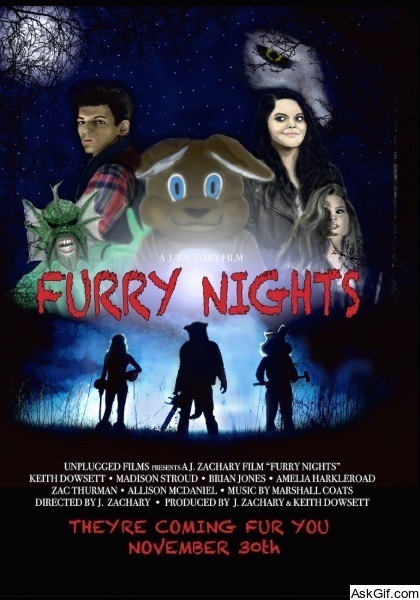 A J. ZACHARY FILM
FURRY NIGHTS
UNPLUGGED FILMS PRESENTS A J. ZACHARY FILM "FURRY NIGHTS"
KEITH DOWSETT • MADISON STROUD • BRIAN JONES • AMELIA HARKLEROAD
ZAC THURMAN • ALLISON MCDANIEL • MUSIC BY MARSHALL COATS
DIRECTED BY J. ZACHARY • PRODUCED BY J. ZACHARY & KEITH DOWSETT
THEYRE COMING FUR YOU
NOVEMBER 30th
AskGif.com